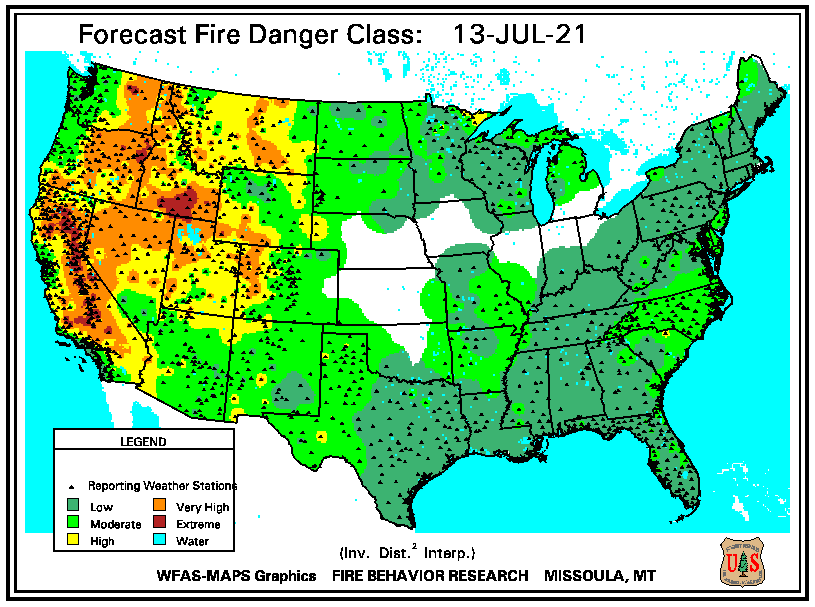 Forecast Fire Danger Class: 13-JUL-21
LEGEND
Reporting Weather Stations
Low Very High
Moderate Extreme
High Water
(Inv. Dist.² Interp.)
WFAS-MAPS Graphics FIRE BEHAVIOR RESEARCH MISSOULA, MT
U S